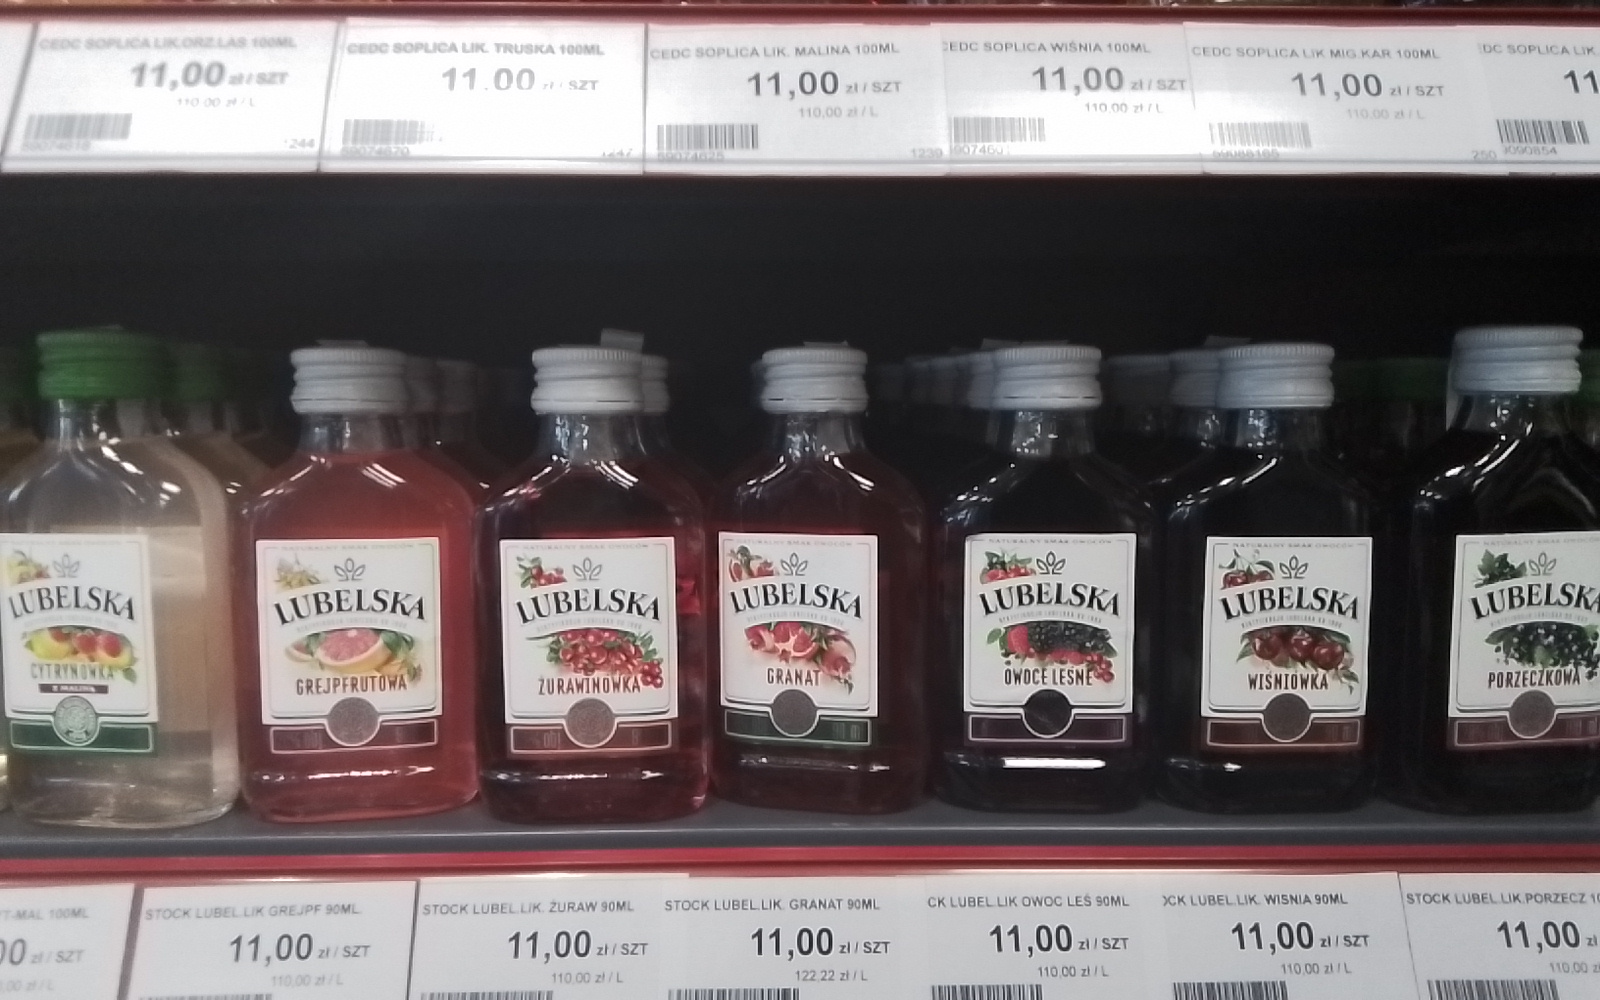 CEDC SOPLICA LIK.ORZ.LAS 100ML
11,00 zł / SZT
110,00 zł / L
59074618
1244
CEDC SOPLICA LIK. TRUSKA 100ML
11.00 zł / SZT
59074620
1247
CEDC SOPLICA LIK. MALINA 100ML
11,00 zł / SZT
110,00 zł / L
59074625
1239
CEDC SOPLICA WIŚNIA 100ML
11,00 zł / SZT
110,00 zł / L
CEDC SOPLICA LIK MIG.KAR 100ML
11,00 zł / SZT
110,00 zł / L
250
DC SOPLICA LIK.
11
LUBELSKA
CYTRYNÓWKA
Z MALINĄ
NATURALNY SMAK OWOCÓW
LUBELSKA
GREJPFRUTOWA
NATURALNY SMAK OWOCÓW
LUBELSKA
ŻURAWINÓWKA
NATURALNY SMAK OWOCÓW
LUBELSKA
GRANAT
NATURALNY SMAK OWOCÓW
LUBELSKA
OWOCE LEŚNE
NATURALNY SMAK OWOCÓW
LUBELSKA
WIŚNIÓWKA
LUBELSKA
PORZECZKOWA
T-MAL 100ML
00 zł / SZT
STOCK LUBEL.LIK GREJPF 90ML
11,00 zł / SZT
110,00 zł / L
STOCK LUBEL.LIK. ŻURAW 90ML
11,00 zł / SZT
110,00 zł / L
STOCK LUBEL.LIK. GRANAT 90ML
11,00 zł / SZT
122,22 zł / L
CK LUBEL.LIK OWOC LEŚ 90ML
11,00 zł / SZT
110,00 zł / L
OCK LUBEL.LIK. WISNIA 90ML
11,00 zł / SZT
110,00 zł / L
STOCK LUBEL.LIK.PORZECZ 10
11,00 zł /
110,00 zł